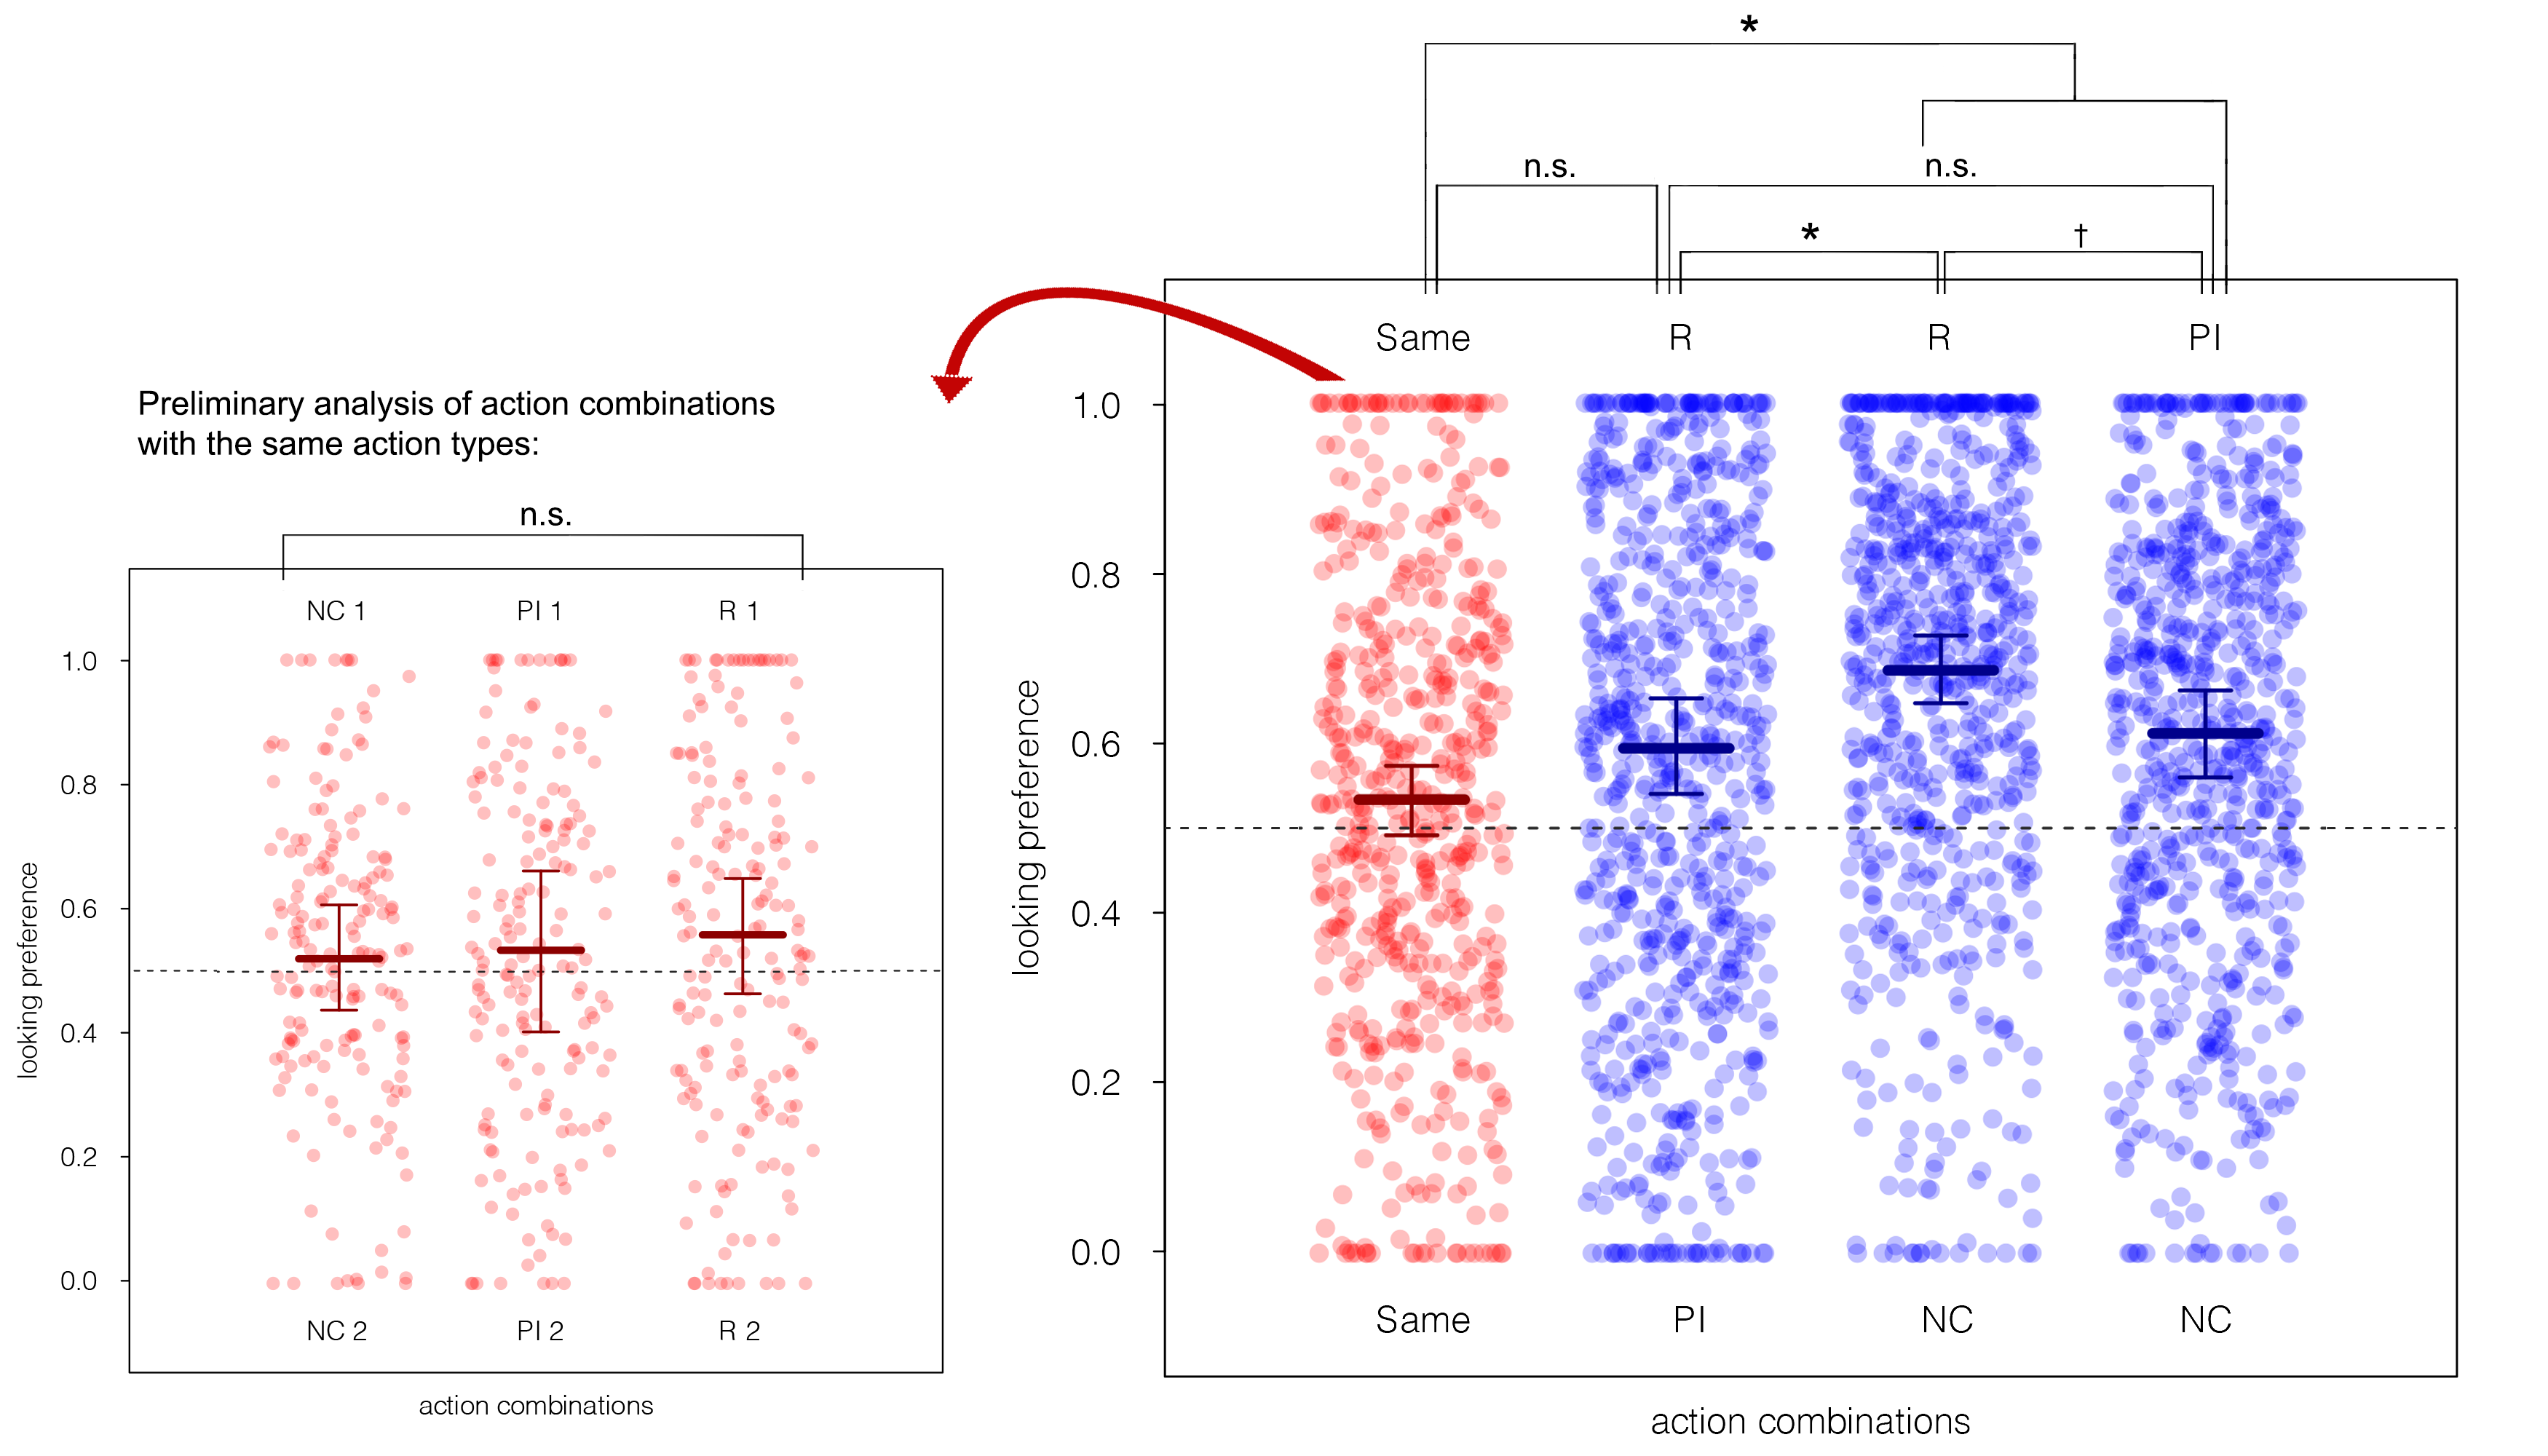 Preliminary analysis of action combinations
with the same action types:
n.s.
NC 1 PI 1 R 1
1.0
0.8
0.6
0.4
0.2
0.0
looking preference
NC 2 PI 2 R 2
action combinations
*
n.s. n.s.
* †
Same R R PI
1.0
0.8
0.6
0.4
0.2
0.0
looking preference
Same PI NC NC
action combinations